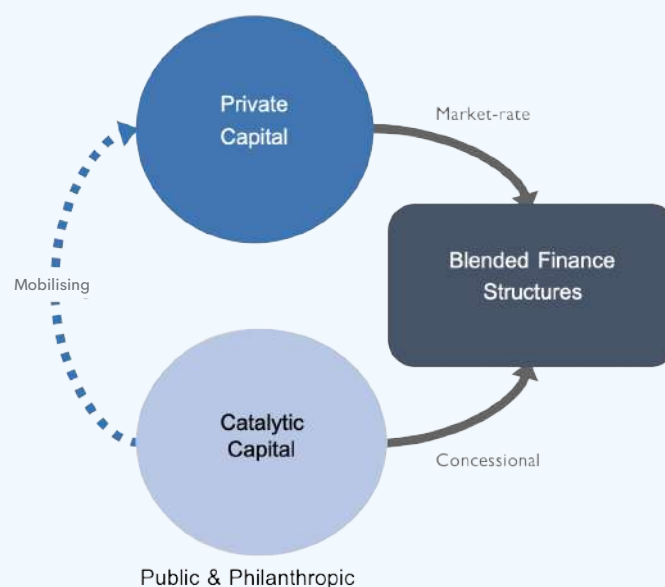 Private
Capital
Market-rate
Blended Finance
Structures
Mobilising
Catalytic
Capital
Concessional
Public & Philanthropic